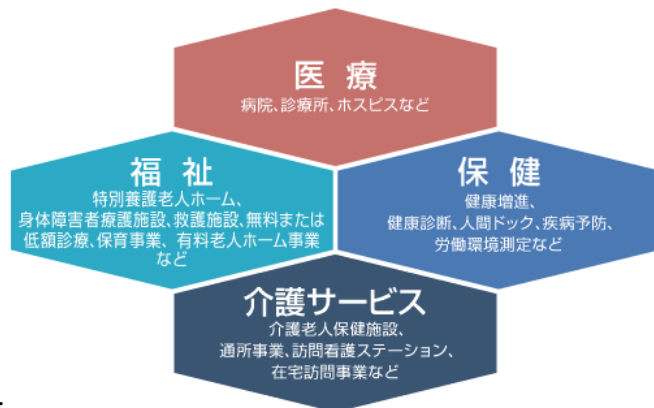 医療
病院、診療所、ホスピスなど
福祉
特別養護老人ホーム、
身体障害者療護施設、救護施設、無料または
低額診療、保育事業、有料老人ホーム事業
など
保健
健康増進、
健康診断、人間ドック、疾病予防、
労働環境測定など
介護サービス
介護老人保健施設、
通所事業、訪問看護ステーション、
在宅訪問事業など